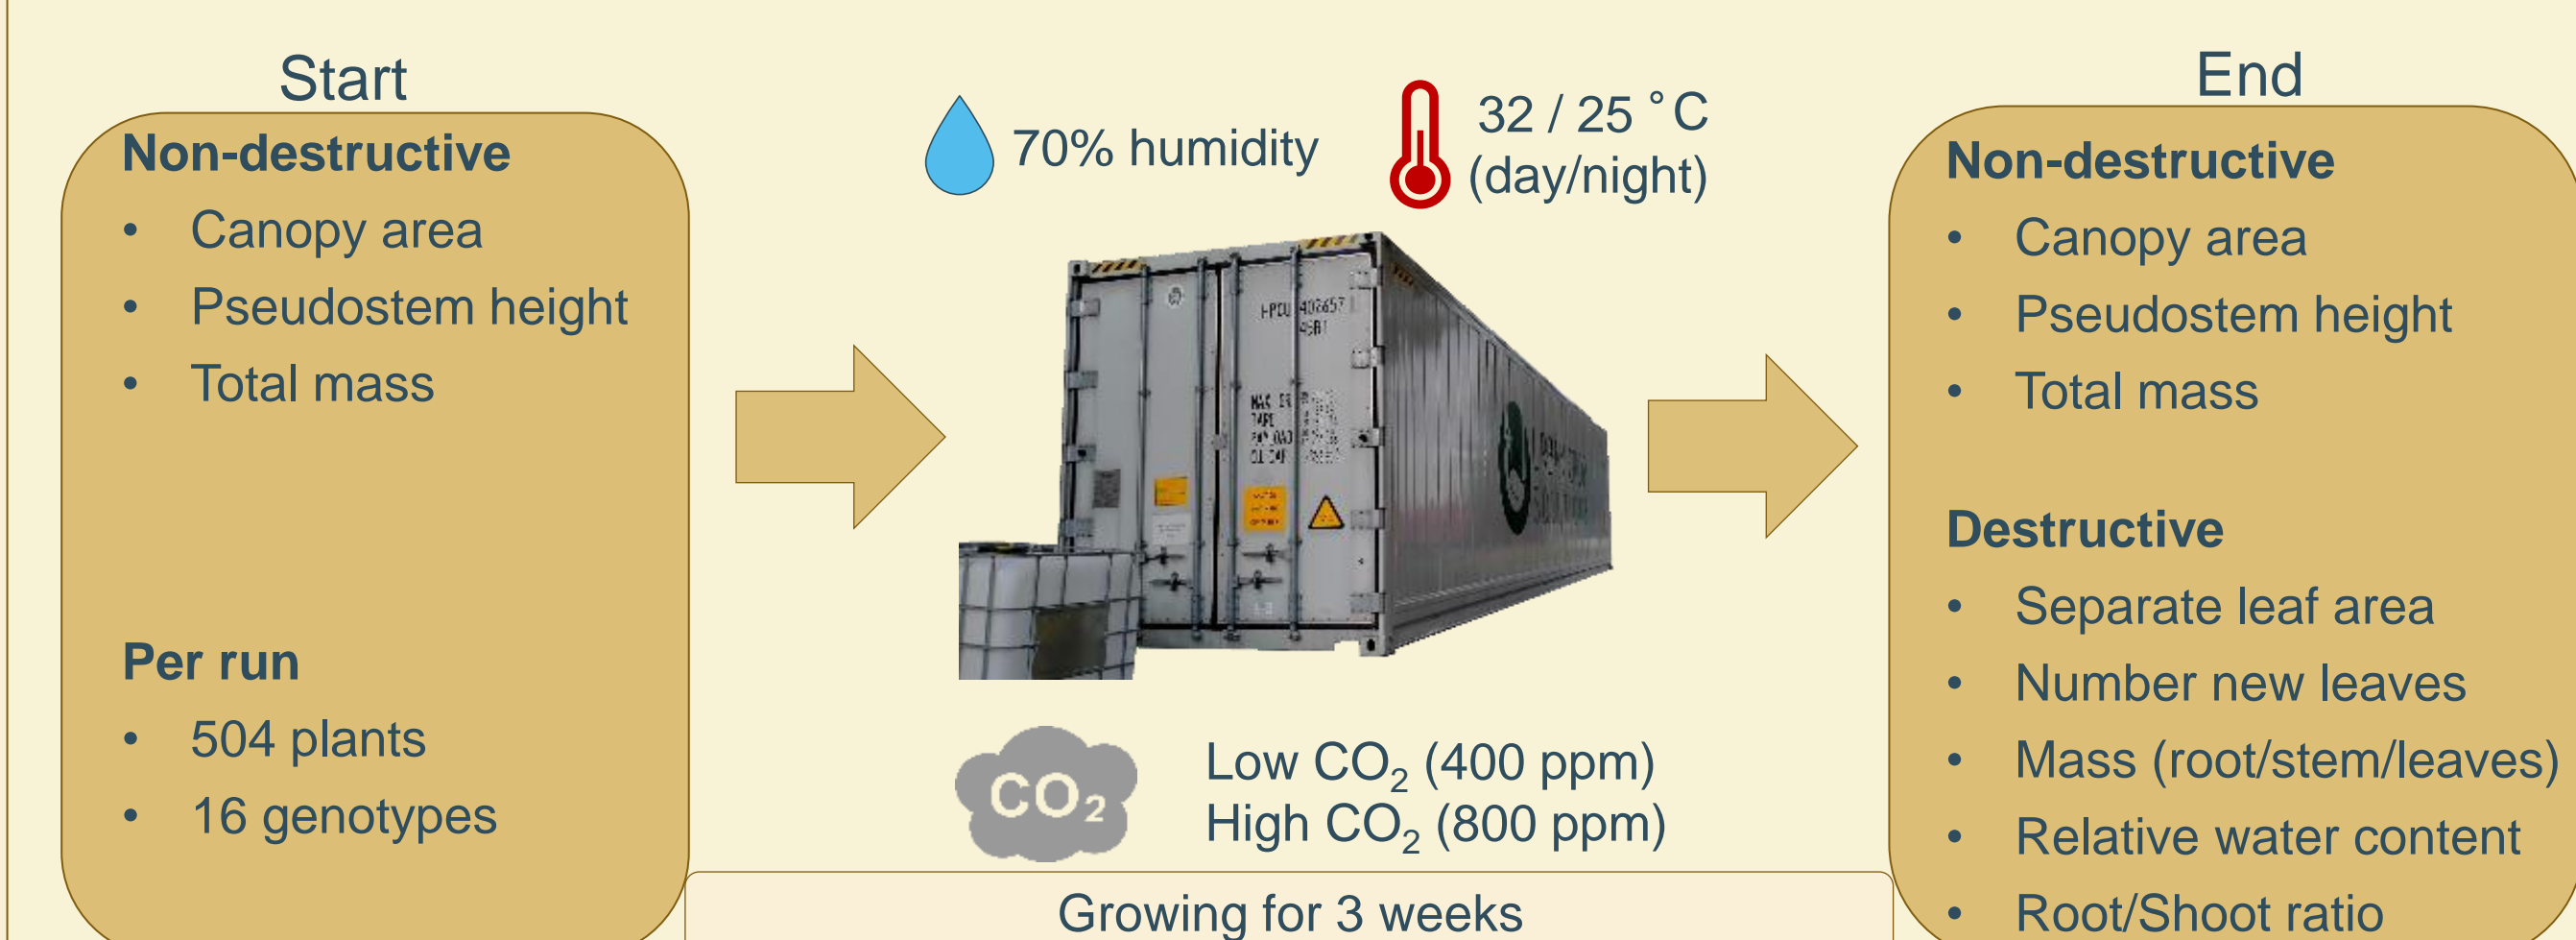 Start
Non-destructive
• Canopy area
• Pseudostem height
• Total mass
Per run
• 504 plants
• 16 genotypes
70% humidity
32 / 25 °C
(day/night)
CO₂
Low CO₂ (400 ppm)
High CO₂ (800 ppm)
Growing for 3 weeks
End
Non-destructive
• Canopy area
• Pseudostem height
• Total mass
Destructive
• Separate leaf area
• Number new leaves
• Mass (root/stem/leaves)
• Relative water content
• Root/Shoot ratio